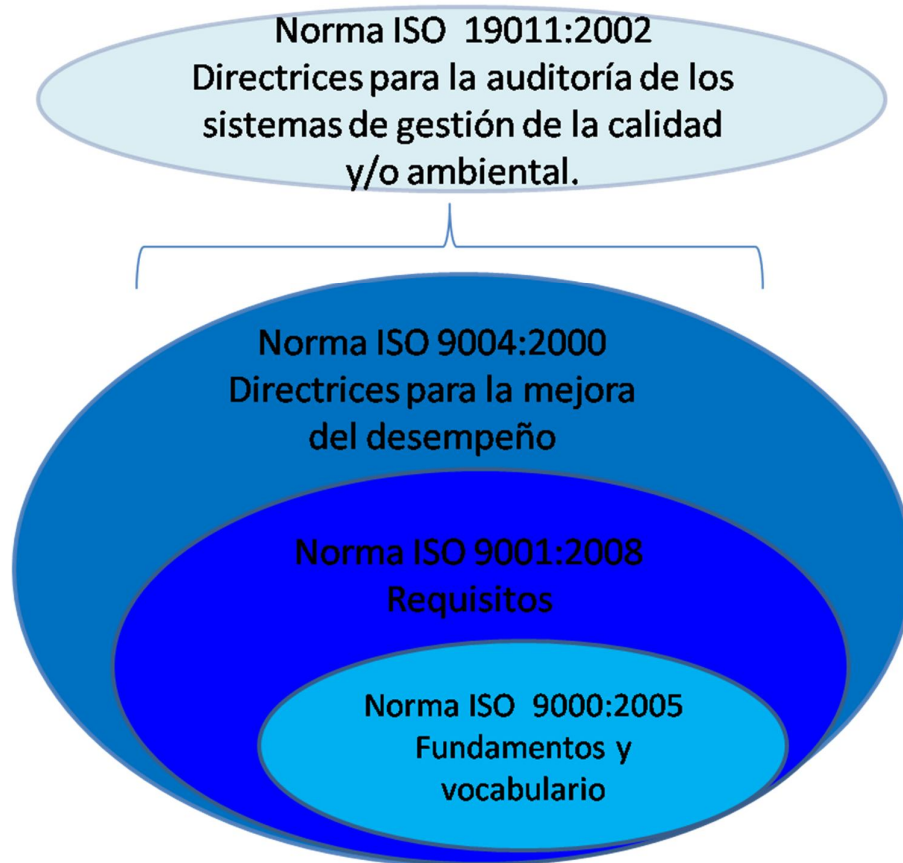 Norma ISO 19011:2002
Directrices para la auditoría de los
sistemas de gestión de la calidad
y/o ambiental.
Norma ISO 9004:2000
Directrices para la mejora
del desempeño
Norma ISO 9001:2008
Requisitos
Norma ISO 9000:2005
Fundamentos y
vocabulario